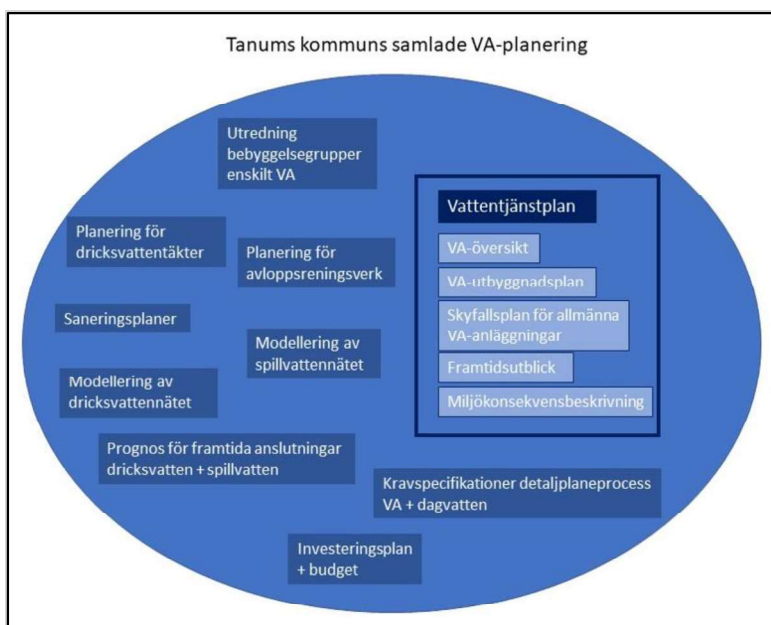 Tanums kommuns samlade VA-planering
Utredning
bebyggelsegrupper
enskilt VA
Planering för
dricksvattentäkter
Planering för
avloppsreningsverk
Saneringsplaner
Modellering av
spillvattennätet
Modellering av
dricksvattennätet
Prognos för framtida anslutningar
dricksvatten + spillvatten
Vattentjänstplan
VA-översikt
VA-utbyggnadsplan
Skyfallsplan för allmänna
VA-anläggningar
Framtidsutblick
Miljökonsekvensbeskrivning
Kravspecifikationer detaljplaneprocess
VA + dagvatten
Investeringsplan
+ budget